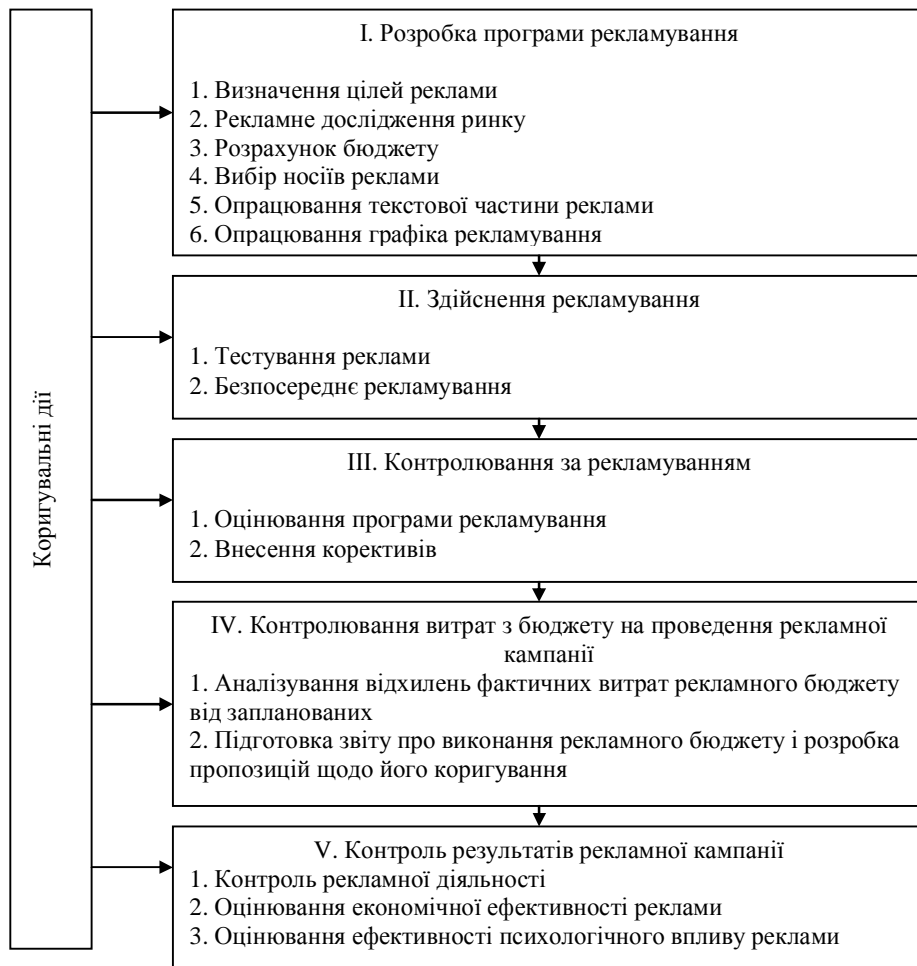 Коригувальні дії
І. Розробка програми рекламування
1. Визначення цілей реклами
2. Рекламне дослідження ринку
3. Розрахунок бюджету
4. Вибір носіїв реклами
5. Опрацювання текстової частини реклами
6. Опрацювання графіка рекламування
ІІ. Здійснення рекламування
1. Тестування реклами
2. Безпосереднє рекламування
ІІІ. Контролювання за рекламуванням
1. Оцінювання програми рекламування
2. Внесення корективів
IV. Контролювання витрат з бюджету на проведення рекламної
кампанії
1. Аналізування відхилень фактичних витрат рекламного бюджету
від запланованих
2. Підготовка звіту про виконання рекламного бюджету і розробка
пропозицій щодо його коригування
V. Контроль результатів рекламної кампанії
1. Контроль рекламної діяльності
2. Оцінювання економічної ефективності реклами
3. Оцінювання ефективності психологічного впливу реклами